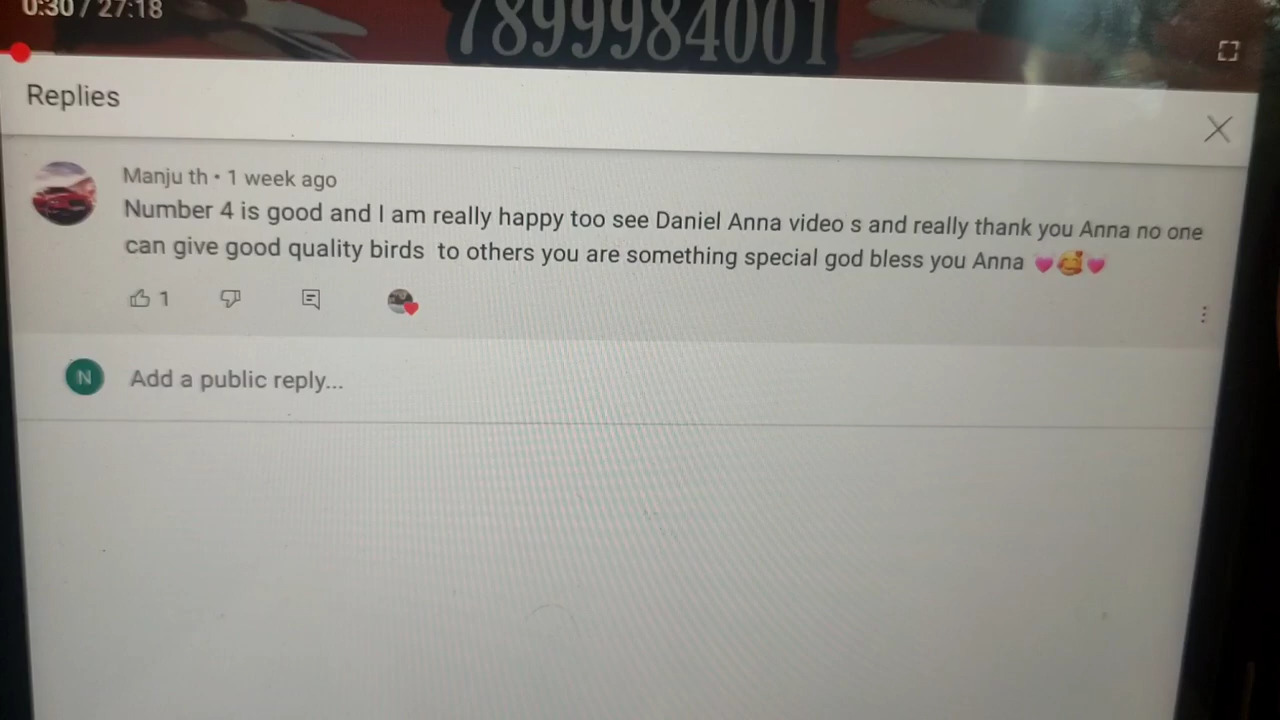 0:30 / 27:18
7899984001
Replies
Manju th • 1 week ago
Number 4 is good and I am really happy too see Daniel Anna video s and really thank you Anna no one
can give good quality birds to others you are something special god bless you Anna 💗🥰💗
1
N
Add a public reply...